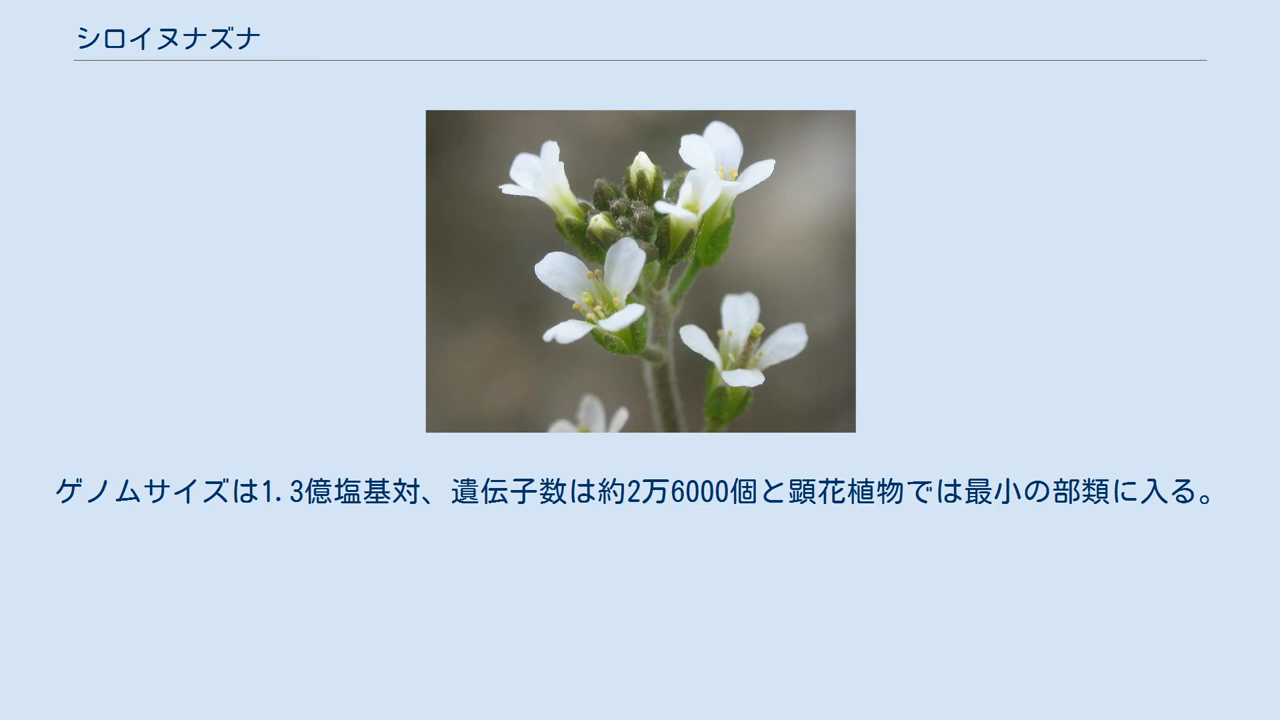 シロイヌナズナ
ゲノムサイズは1.3億塩基対、遺伝子数は約2万6000個と顕花植物では最小の部類に入る。